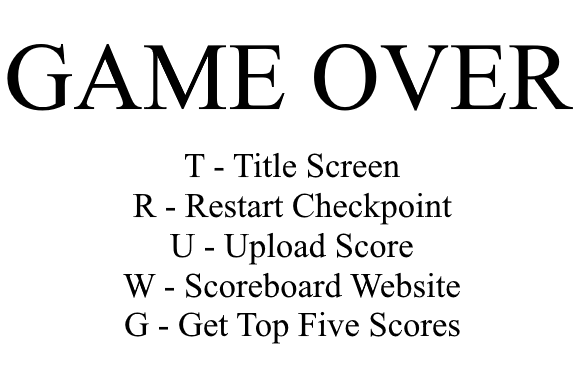 GAME OVER
T - Title Screen
R - Restart Checkpoint
U - Upload Score
W - Scoreboard Website
G - Get Top Five Scores